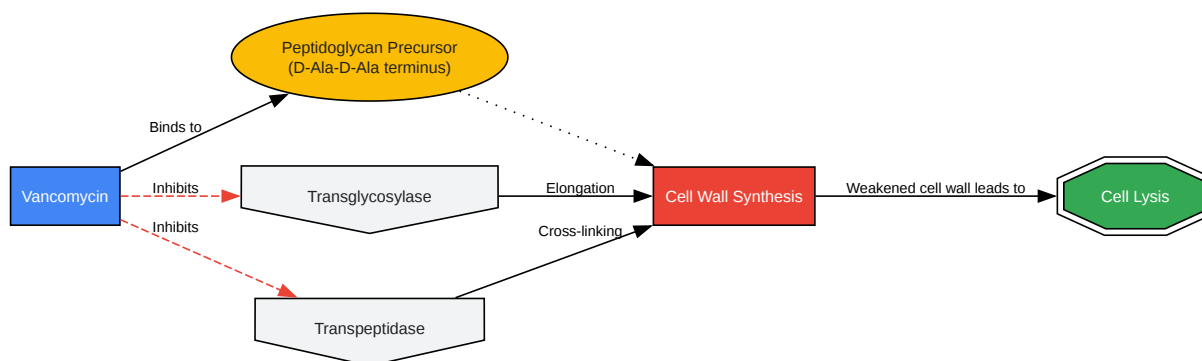 Peptidoglycan Precursor
(D-Ala-D-Ala terminus)
Binds to
Vancomycin
Inhibits
Transglycosylase
Elongation
Cell Wall Synthesis
Weakened cell wall leads to
Cell Lysis
Inhibits
Cross-linking
Transpeptidase